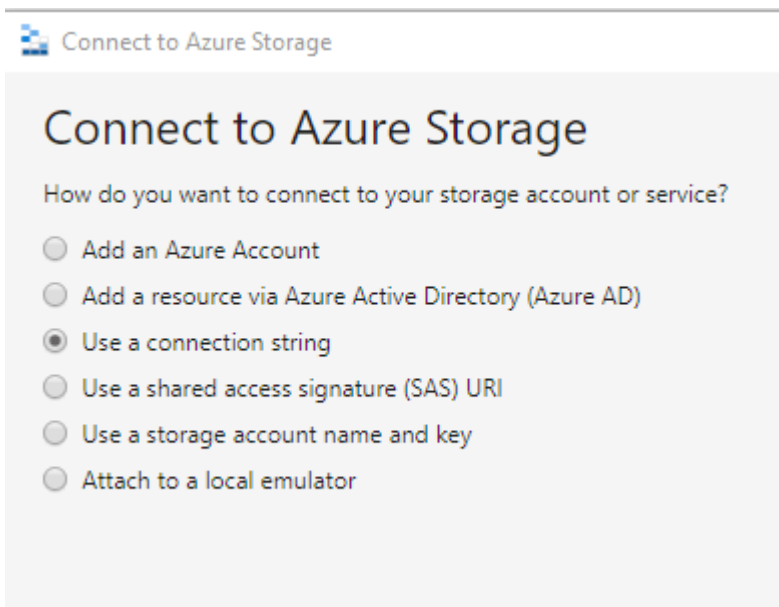 Connect to Azure Storage
Connect to Azure Storage
How do you want to connect to your storage account or service?
Add an Azure Account
Add a resource via Azure Active Directory (Azure AD)
Use a connection string
Use a shared access signature (SAS) URI
Use a storage account name and key
Attach to a local emulator